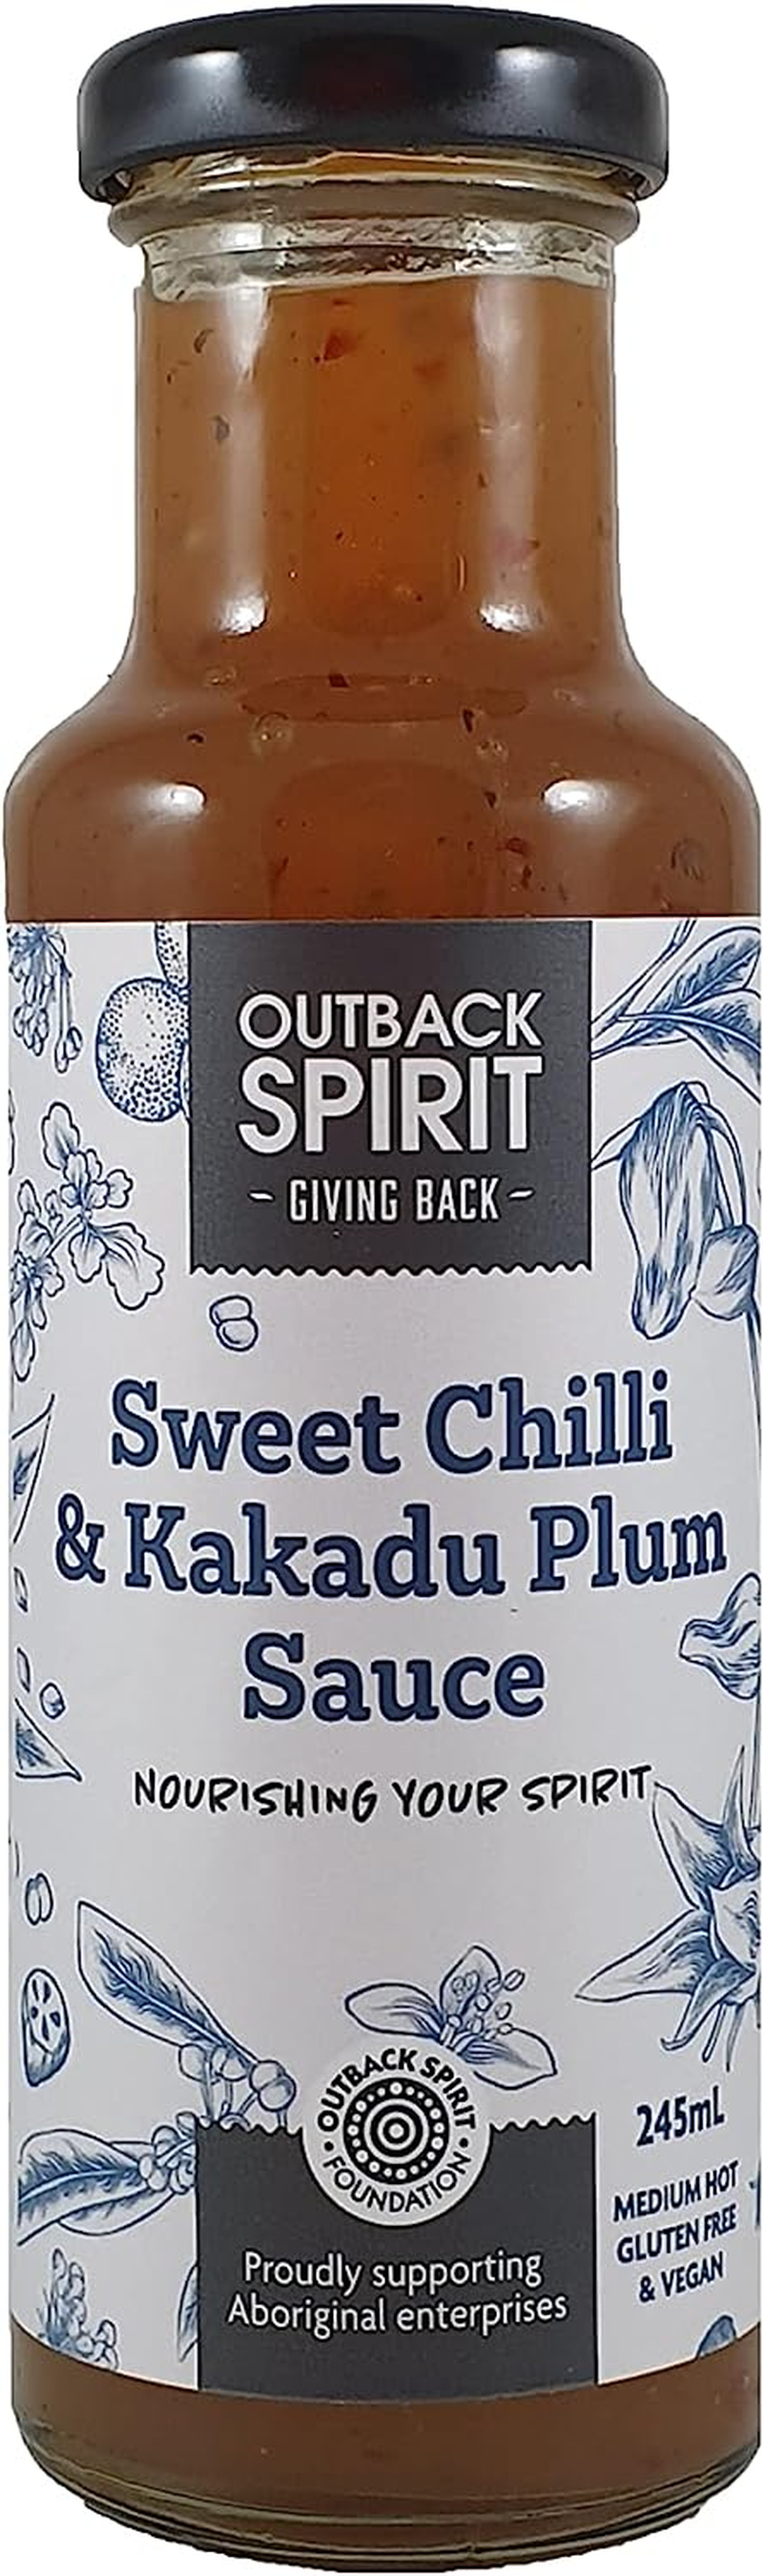 OUTBACK
SPIRIT
- GIVING BACK -
Sweet Chilli
& Kakadu Plum
Sauce
NOURISHING YOUR SPIRIT
OUTBACK SPIRIT
• FOUNDATION •
Proudly supporting
Aboriginal enterprises
245mL
MEDIUM HOT
GLUTEN FREE
& VEGAN